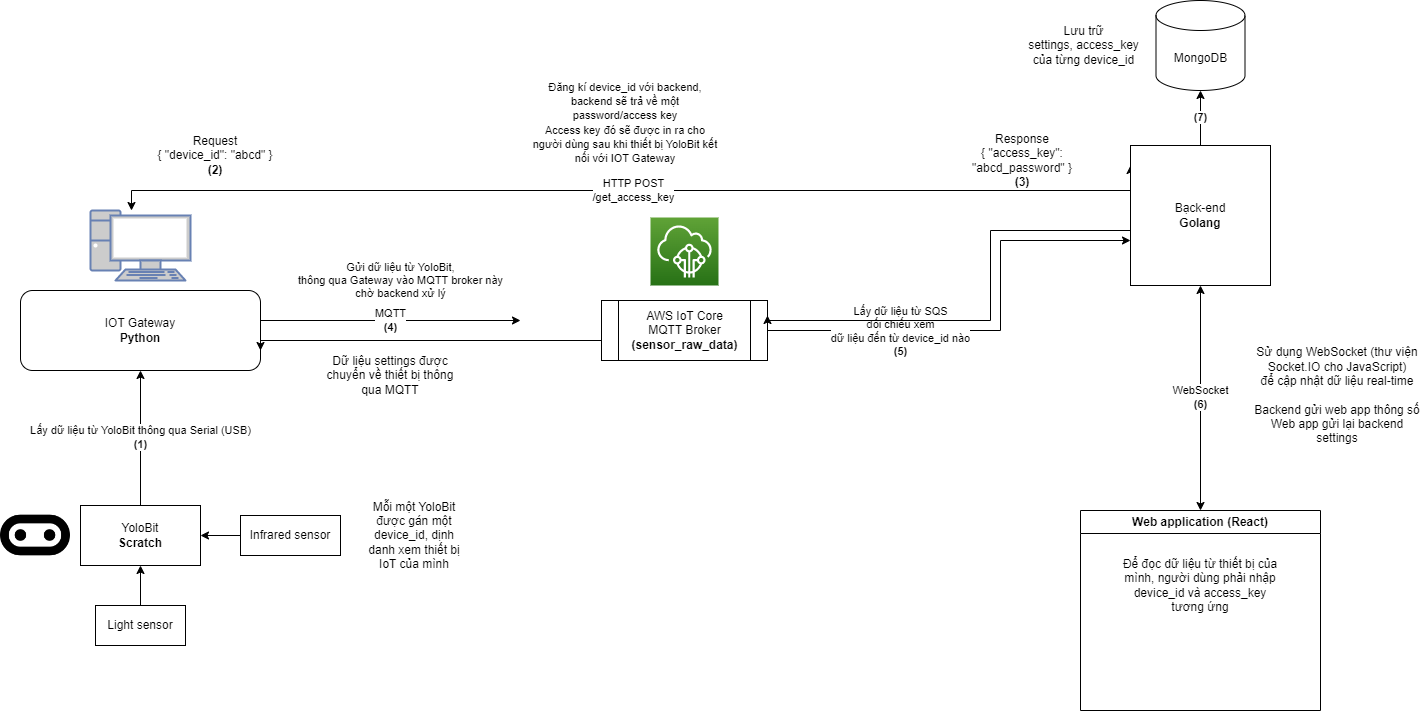 Lưu trữ
settings, access_key
của từng device_id
MongoDB
(7)
Đăng kí device_id với backend,
backend sẽ trả về một
password/access key
Access key đó sẽ được in ra cho
người dùng sau khi thiết bị YoloBit kết
nối với IOT Gateway
Request
{ "device_id": "abcd" }
(2)
Response
{ "access_key":
"abcd_password" }
(3)
HTTP POST
/get_access_key
Back-end
Golang
Gửi dữ liệu từ YoloBit,
thông qua Gateway vào MQTT broker này
chờ backend xử lý
MQTT
(4)
IOT Gateway
Python
AWS IoT Core
MQTT Broker
(sensor_raw_data)
Lấy dữ liệu từ SQS
đối chiếu xem
dữ liệu đến từ device_id nào
(5)
Dữ liệu settings được
chuyển về thiết bị thông
qua MQTT
WebSocket
(6)
Sử dụng WebSocket (thư viện
Socket.IO cho JavaScript)
để cập nhật dữ liệu real-time
Backend gửi web app thông số
Web app gửi lại backend
settings
Lấy dữ liệu từ YoloBit thông qua Serial (USB)
(1)
YoloBit
Scratch
Infrared sensor
Mỗi một YoloBit
được gán một
device_id, dịnh
danh xem thiết bị
IoT của mình
Light sensor
Web application (React)
Để đọc dữ liệu từ thiết bị của
mình, người dùng phải nhập
device_id và access_key
tương ứng